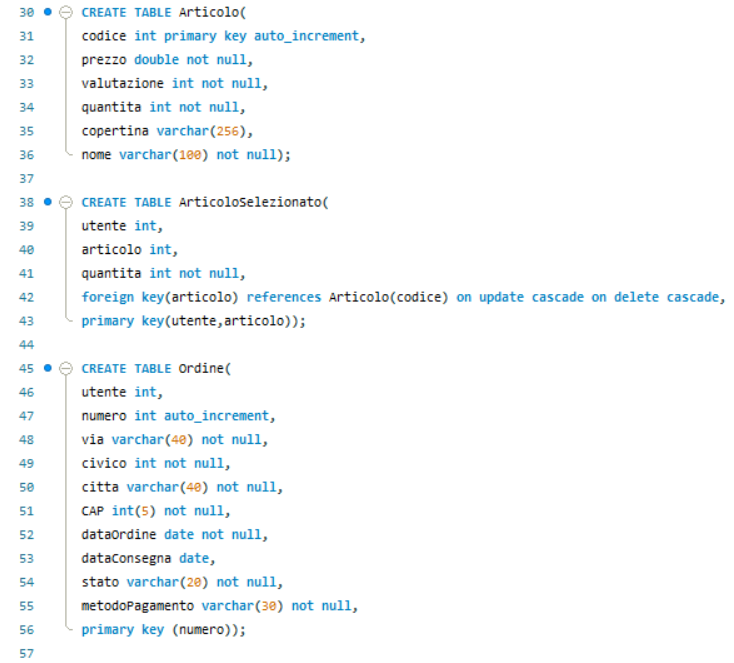 30 CREATE TABLE Articolo(
31 codice int primary key auto_increment,
32 prezzo double not null,
33 valutazione int not null,
34 quantita int not null,
35 copertina varchar(256),
36 nome varchar(100) not null);
37
38 CREATE TABLE ArticoloSelezionato(
39 utente int,
40 articolo int,
41 quantita int not null,
42 foreign key(articolo) references Articolo(codice) on update cascade on delete cascade,
43 primary key(utente,articolo));
44
45 CREATE TABLE Ordine(
46 utente int,
47 numero int auto_increment,
48 via varchar(40) not null,
49 civico int not null,
50 citta varchar(40) not null,
51 CAP int(5) not null,
52 dataOrdine date not null,
53 dataConsegna date,
54 stato varchar(20) not null,
55 metodoPagamento varchar(30) not null,
56 primary key (numero));
57